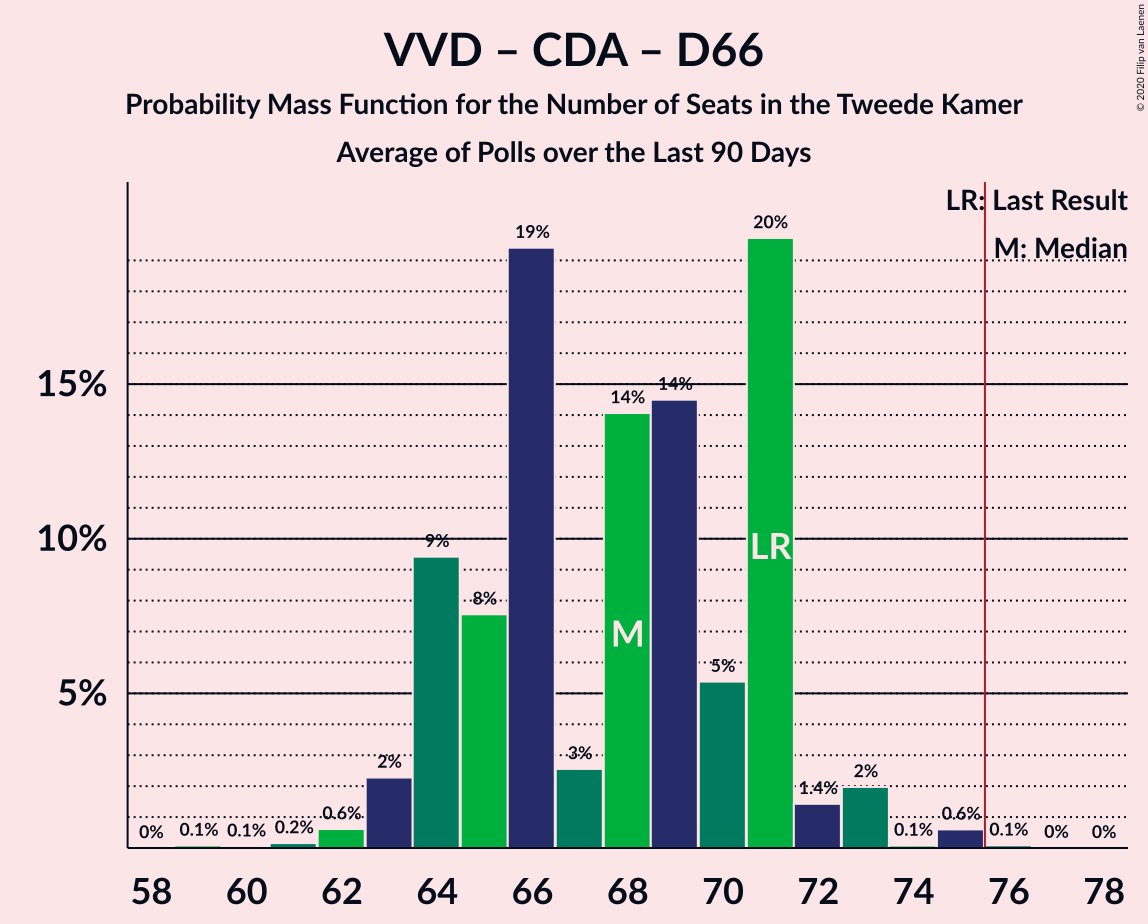 VVD – CDA – D66
Probability Mass Function for the Number of Seats in the Tweede Kamer
Average of Polls over the Last 90 Days
© 2020 Filip van Laenen
LR: Last Result
M: Median
15%
10%
5%
0%
0.1%
0.1%
0.2%
0.6%
2%
9%
8%
19%
3%
14%
14%
5%
20%
1.4%
2%
0.1%
0.6%
0.1%
0%
0%
M
LR
58 60 62 64 66 68 70 72 74 76 78